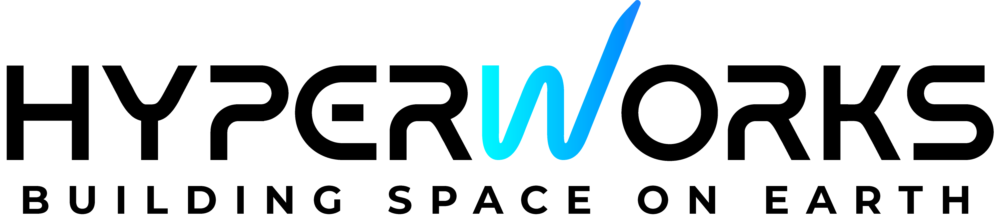 HYPERWORKS
BUILDING SPACE ON EARTH